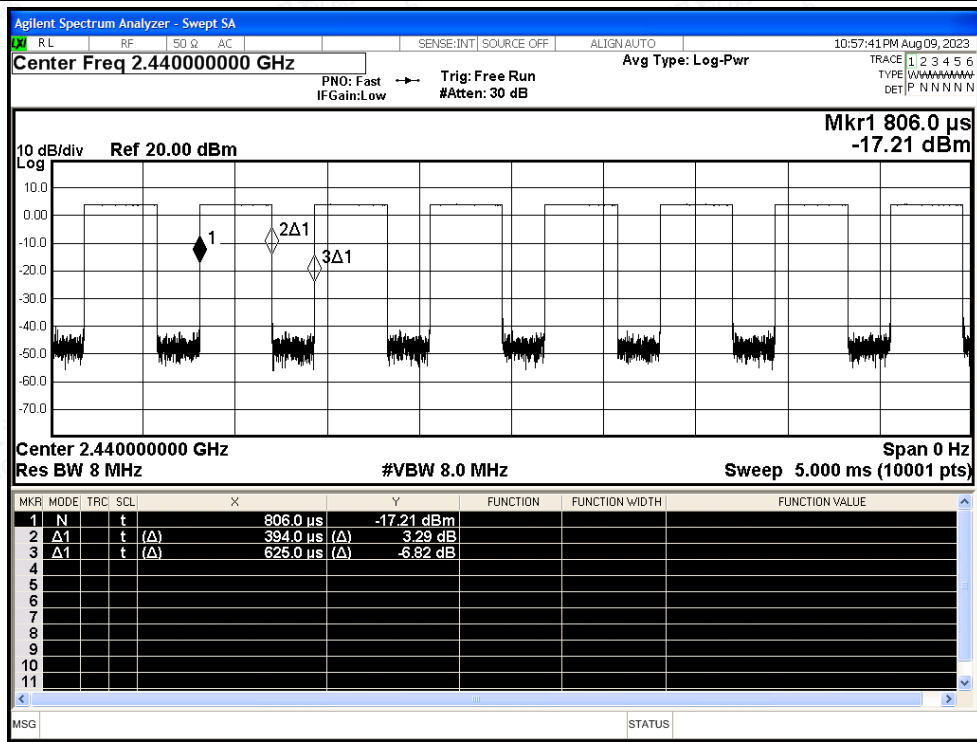 Agilent Spectrum Analyzer - Swept SA
LXI RL RF 50 Ω AC SENSE:INT SOURCE OFF ALIGN AUTO 10:57:41 PM Aug 09, 2023
Center Freq 2.440000000 GHz
PNO: Fast
IFGain:Low
Trig: Free Run
#Atten: 30 dB
Avg Type: Log-Pwr
TRACE 1 2 3 4 5 6
TYPE W
DET P N N N N N
Mkr1 806.0 µs
-17.21 dBm
10 dB/div Ref 20.00 dBm
Log
10.0
0.00
-10.0
-20.0
-30.0
-40.0
-50.0
-60.0
-70.0
1
2Δ1
3Δ1
Center 2.440000000 GHz Span 0 Hz
Res BW 8 MHz #VBW 8.0 MHz Sweep 5.000 ms (10001 pts)
MKR MODE TRC SCL X Y FUNCTION FUNCTION WIDTH FUNCTION VALUE
1 N t 806.0 µs -17.21 dBm
2 Δ1 t (Δ) 394.0 µs (Δ) 3.29 dB
3 Δ1 t (Δ) 625.0 µs (Δ) -6.82 dB
4
5
6
7
8
9
10
11
MSG STATUS